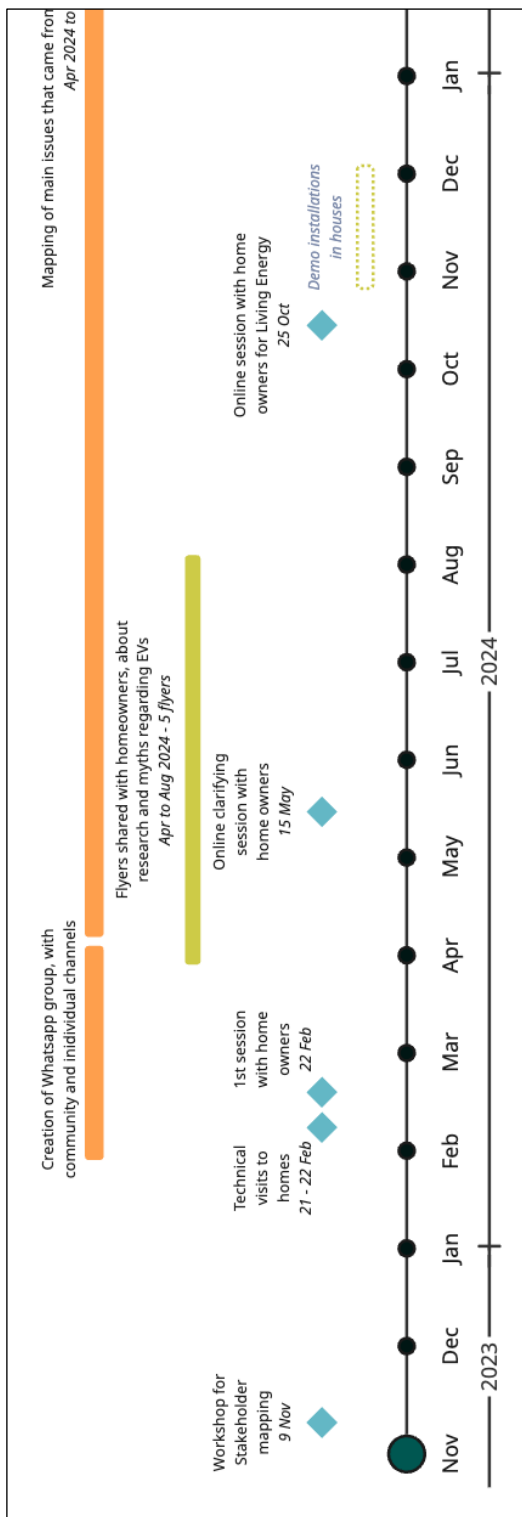 Creation of Whatsapp group, with
community and inidividual channels
Mapping of main issues that came fron
Apr 2024 to
Flyers shared with homeowners, about
research and myths regarding EVs
Apr to Aug 2024 - 5 flyers
Workshop for
Stakeholder
mapping
9 Nov
Technical
visits to
homes
21 - 22 Feb
1st session
with home
owners
22 Feb
Online clarifying
session with
home owners
15 May
Online session with home
owners for Living Energy
25 Oct
Demo installations
in houses
Nov
Dec
Jan
Feb
Mar
Apr
May
Jun
Jul
Aug
Sep
Oct
Nov
Dec
Jan
2023
2024